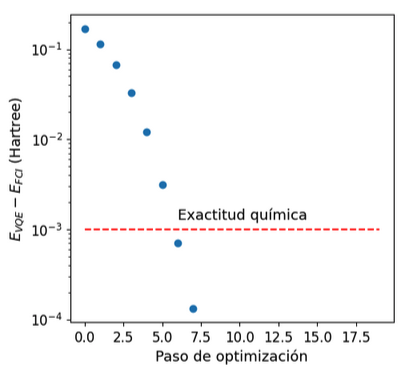 10⁻¹
10⁻²
10⁻³
10⁻⁴
E_VQE − E_FCI (Hartree)
Exactitud química
0.0 2.5 5.0 7.5 10.0 12.5 15.0 17.5
Paso de optimización